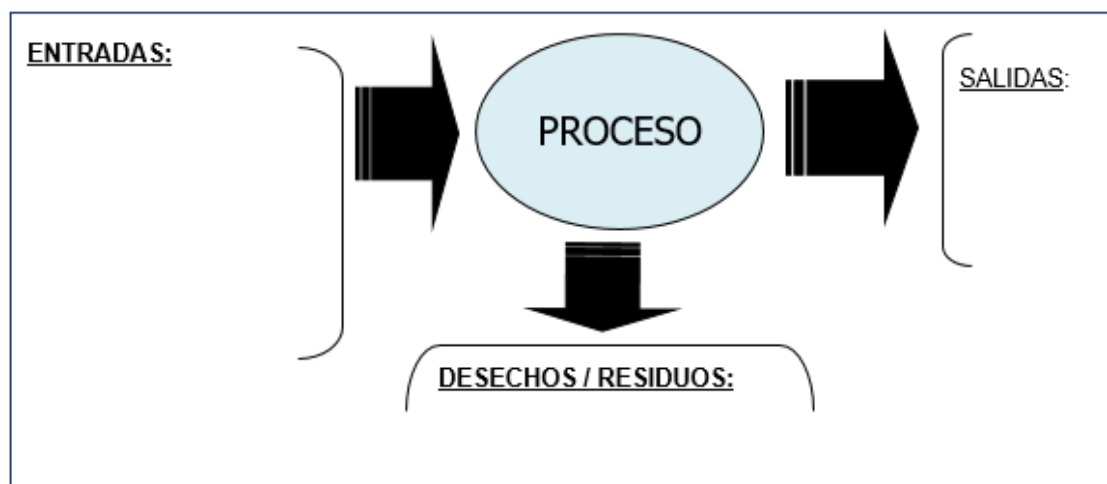 ENTRADAS:
PROCESO
SALIDAS:
DESECHOS / RESIDUOS: